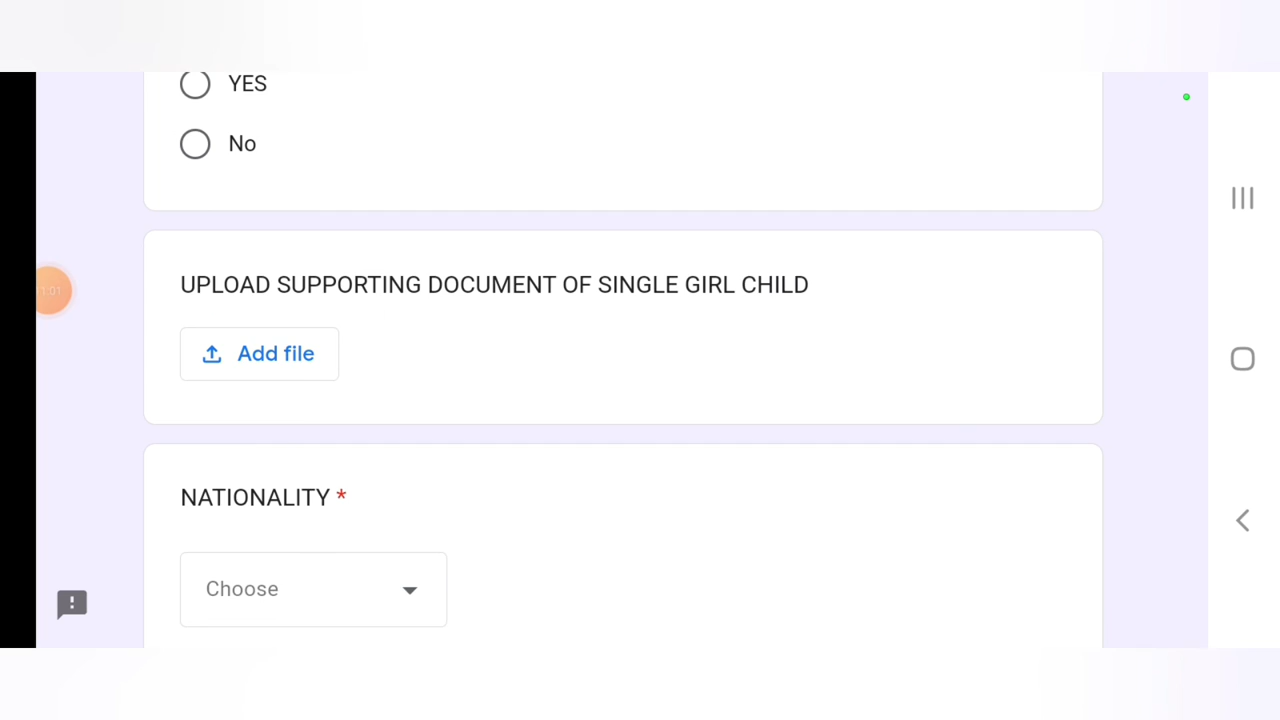 YES
No
UPLOAD SUPPORTING DOCUMENT OF SINGLE GIRL CHILD
Add file
NATIONALITY *
Choose